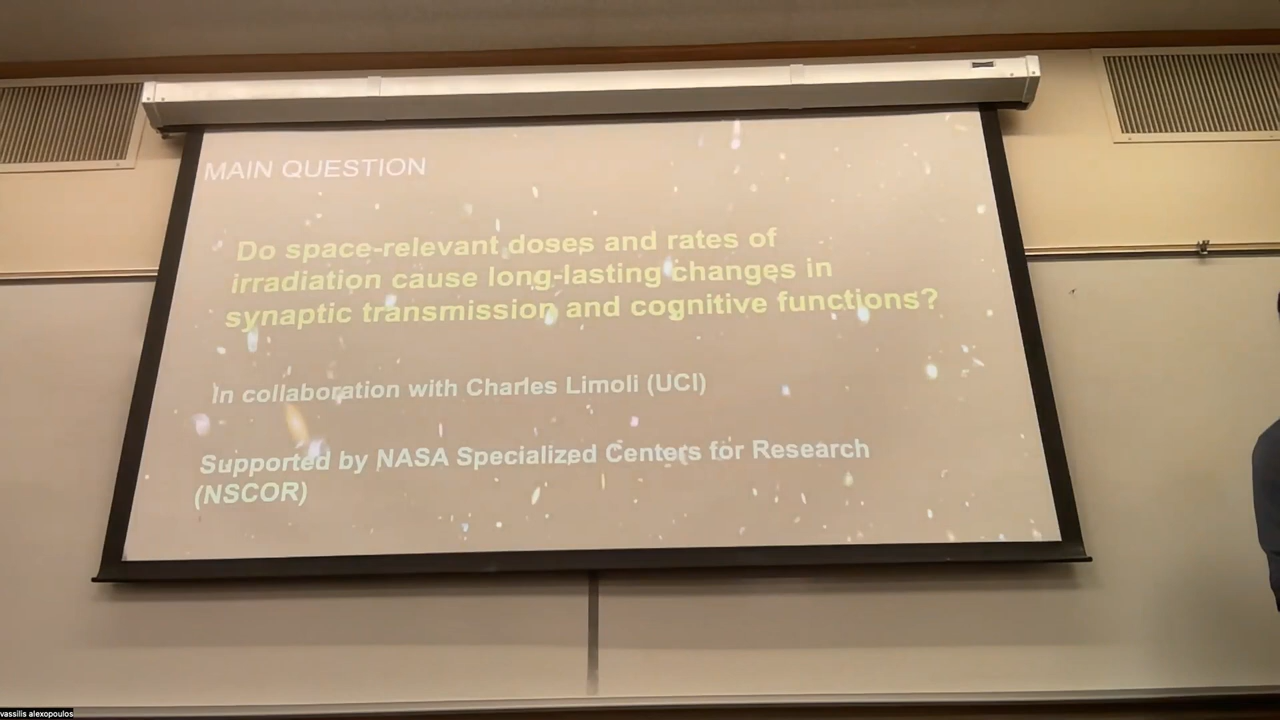 MAIN QUESTION
Do space-relevant doses and rates of
irradiation cause long-lasting changes in
synaptic transmission and cognitive functions?
In collaboration with Charles Limoli (UCI)
Supported by NASA Specialized Centers for Research
(NSCOR)
vassilis alexopoulos